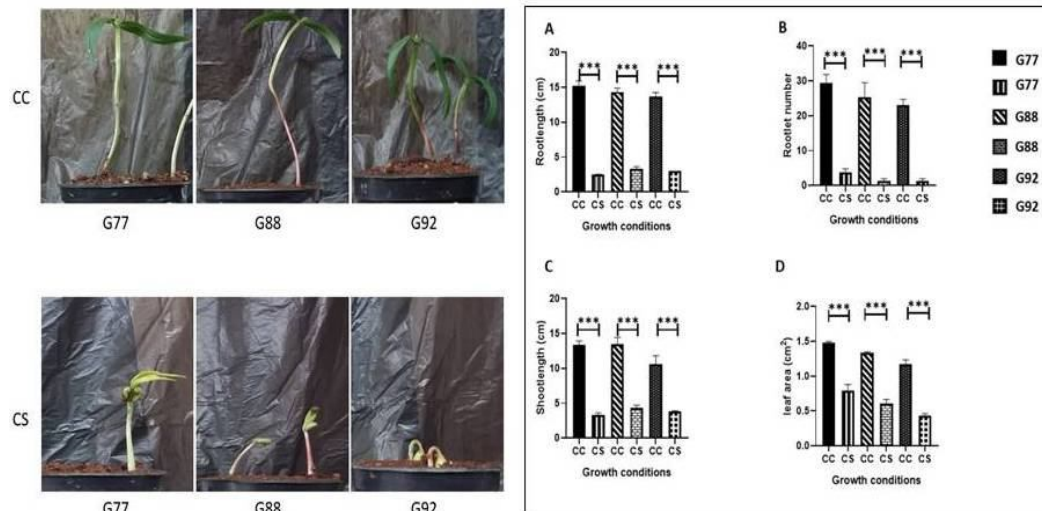 CC
G77
G88
G92
CS
G77
G88
G92
A
Rootlength (cm)
20
15
10
5
0
***
***
***
CC CS CC CS CC CS
Growth conditions
B
Rootlet number
40
30
20
10
0
***
***
***
CC CS CC CS CC CS
Growth conditions
G77
G77
G88
G88
G92
G92
C
Shootlength (cm)
20
15
10
5
0
***
***
***
CC CS CC CS CC CS
Growth conditions
D
leaf area (cm²)
2.0
1.5
1.0
0.5
0.0
***
***
***
CC CS CC CS CC CS
Growth conditions